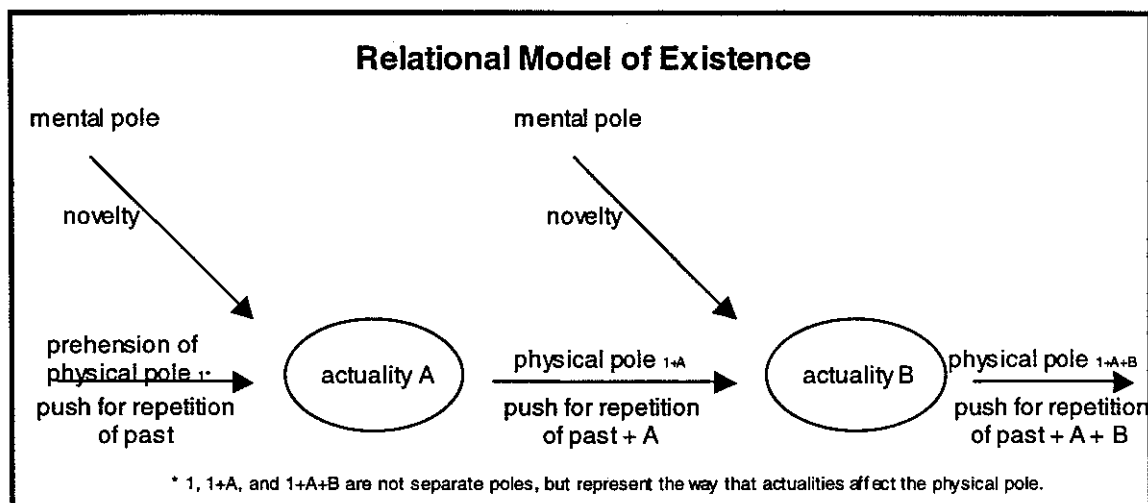 Relational Model of Existence
mental pole
mental pole
novelty
novelty
prehension of
physical pole 1*
push for repetition
of past
actuality A
physical pole 1+A
push for repetition
of past + A
actuality B
physical pole 1+A+B
push for repetition
of past + A + B
* 1, 1+A, and 1+A+B are not separate poles, but represent the way that actualities affect the physical pole.